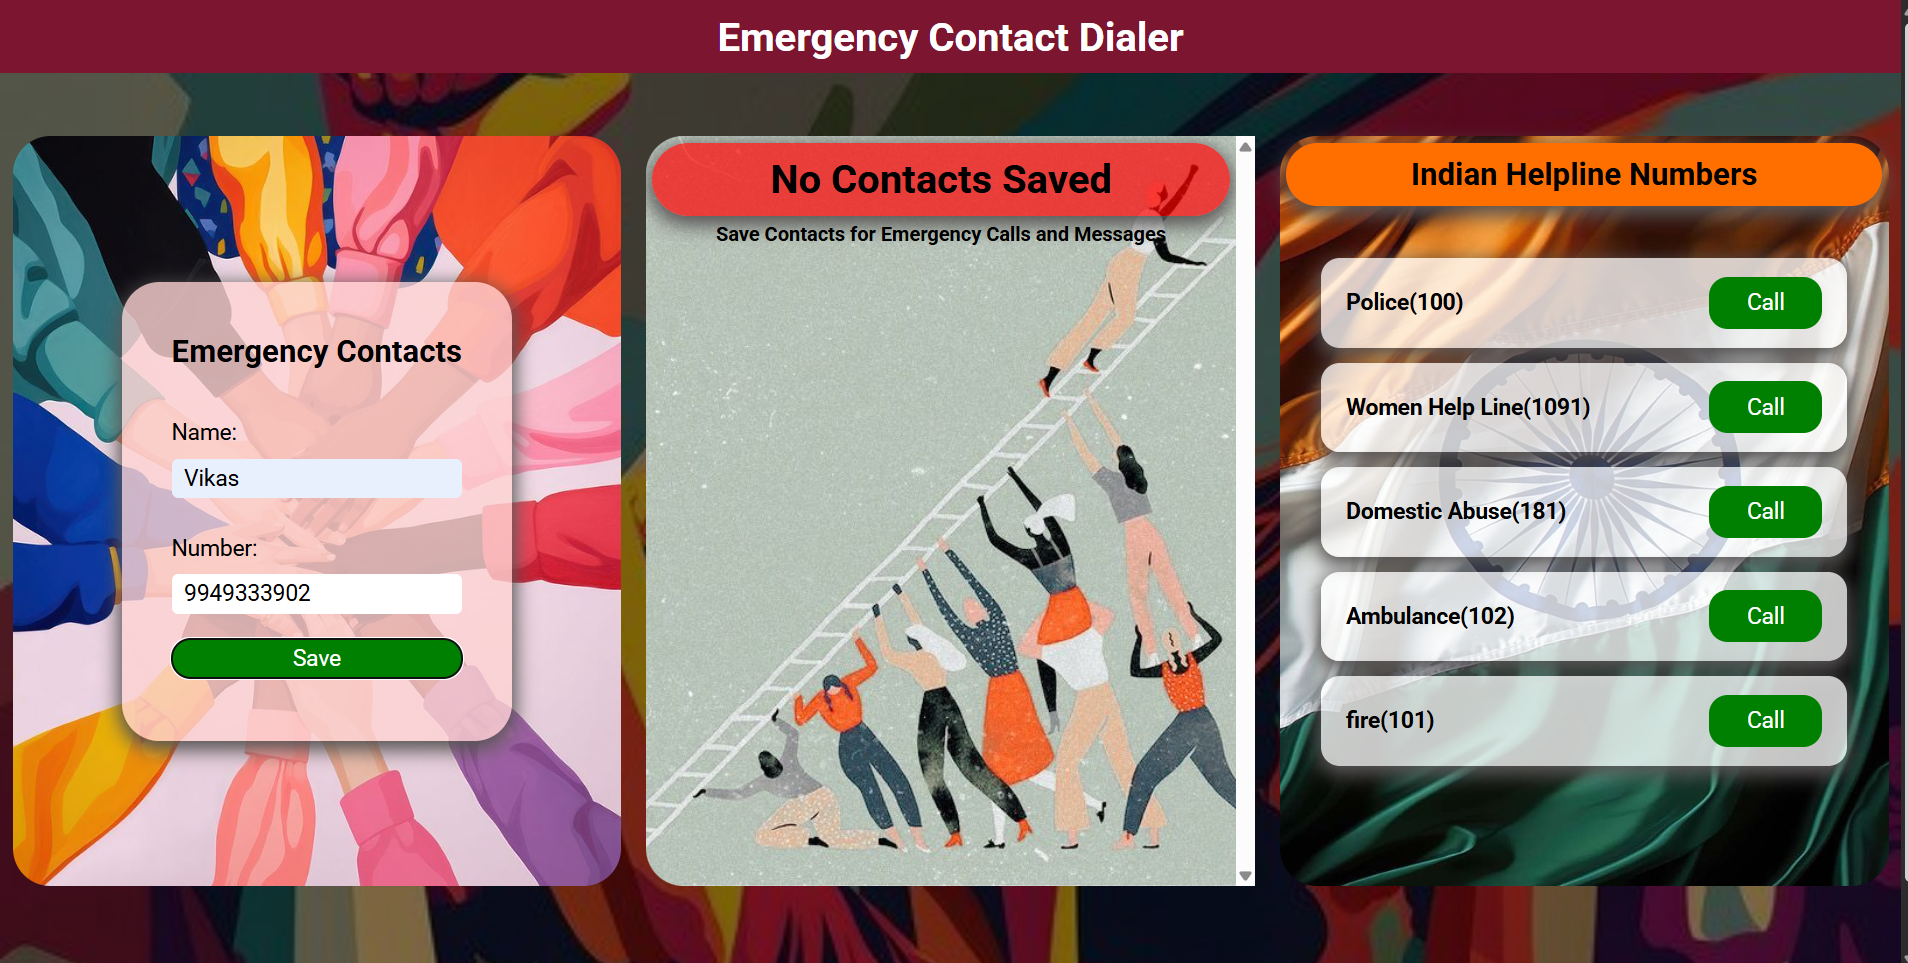 Emergency Contact Dialer
Emergency Contacts
Name:
Vikas
Number:
9949333902
Save
No Contacts Saved
Save Contacts for Emergency Calls and Messages
Indian Helpline Numbers
Police(100)
Call
Women Help Line(1091)
Call
Domestic Abuse(181)
Call
Ambulance(102)
Call
fire(101)
Call